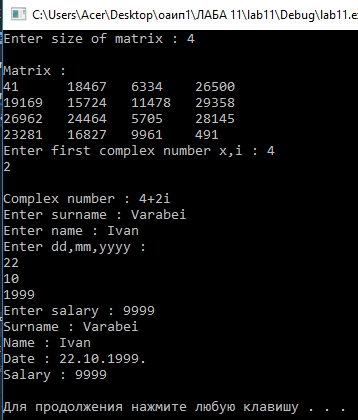 C:\Users\Acer\Desktop\оаип1\ЛАБА 11\lab11\Debug\lab11.ex
Enter size of matrix : 4
Matrix :
41 18467 6334 26500
19169 15724 11478 29358
26962 24464 5705 28145
23281 16827 9961 491
Enter first complex number x,i : 4
2
Complex number : 4+2i
Enter surname : Varabei
Enter name : Ivan
Enter dd,mm,yyyy :
22
10
1999
Enter salary : 9999
Surname : Varabei
Name : Ivan
Date : 22.10.1999.
Salary : 9999
Для продолжения нажмите любую клавишу . . .